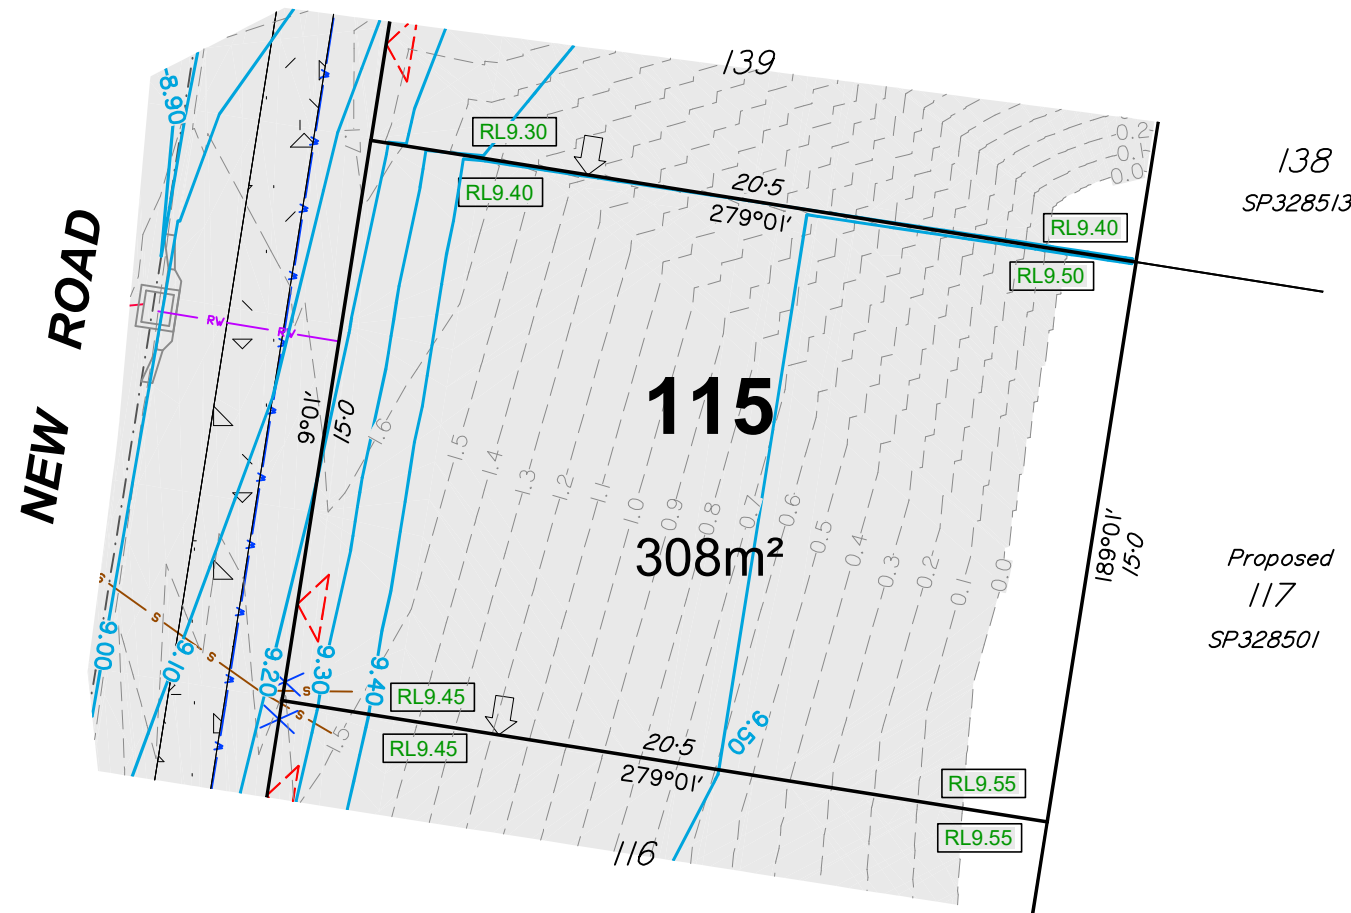 139
138
SP328513
NEW ROAD
8.90
RL9.30
RL9.40
20·5
279°01'
RL9.40
RL9.50
0.2
0.1
0.0
RW
RW
9°01'
15·0
115
308m²
1.6
1.5
1.4
1.3
1.2
1.1
1.0
0.9
0.8
0.7
0.6
0.5
0.4
0.3
0.2
0.1
0.0
189°01'
15·0
Proposed
117
SP328501
S
S
S
S
S
W
W
W
W
W
W
W
W
W
W
W
9.00
9.10
9.20
9.30
9.40
9.50
1.5
RL9.45
RL9.45
20·5
279°01'
RL9.55
RL9.55
116